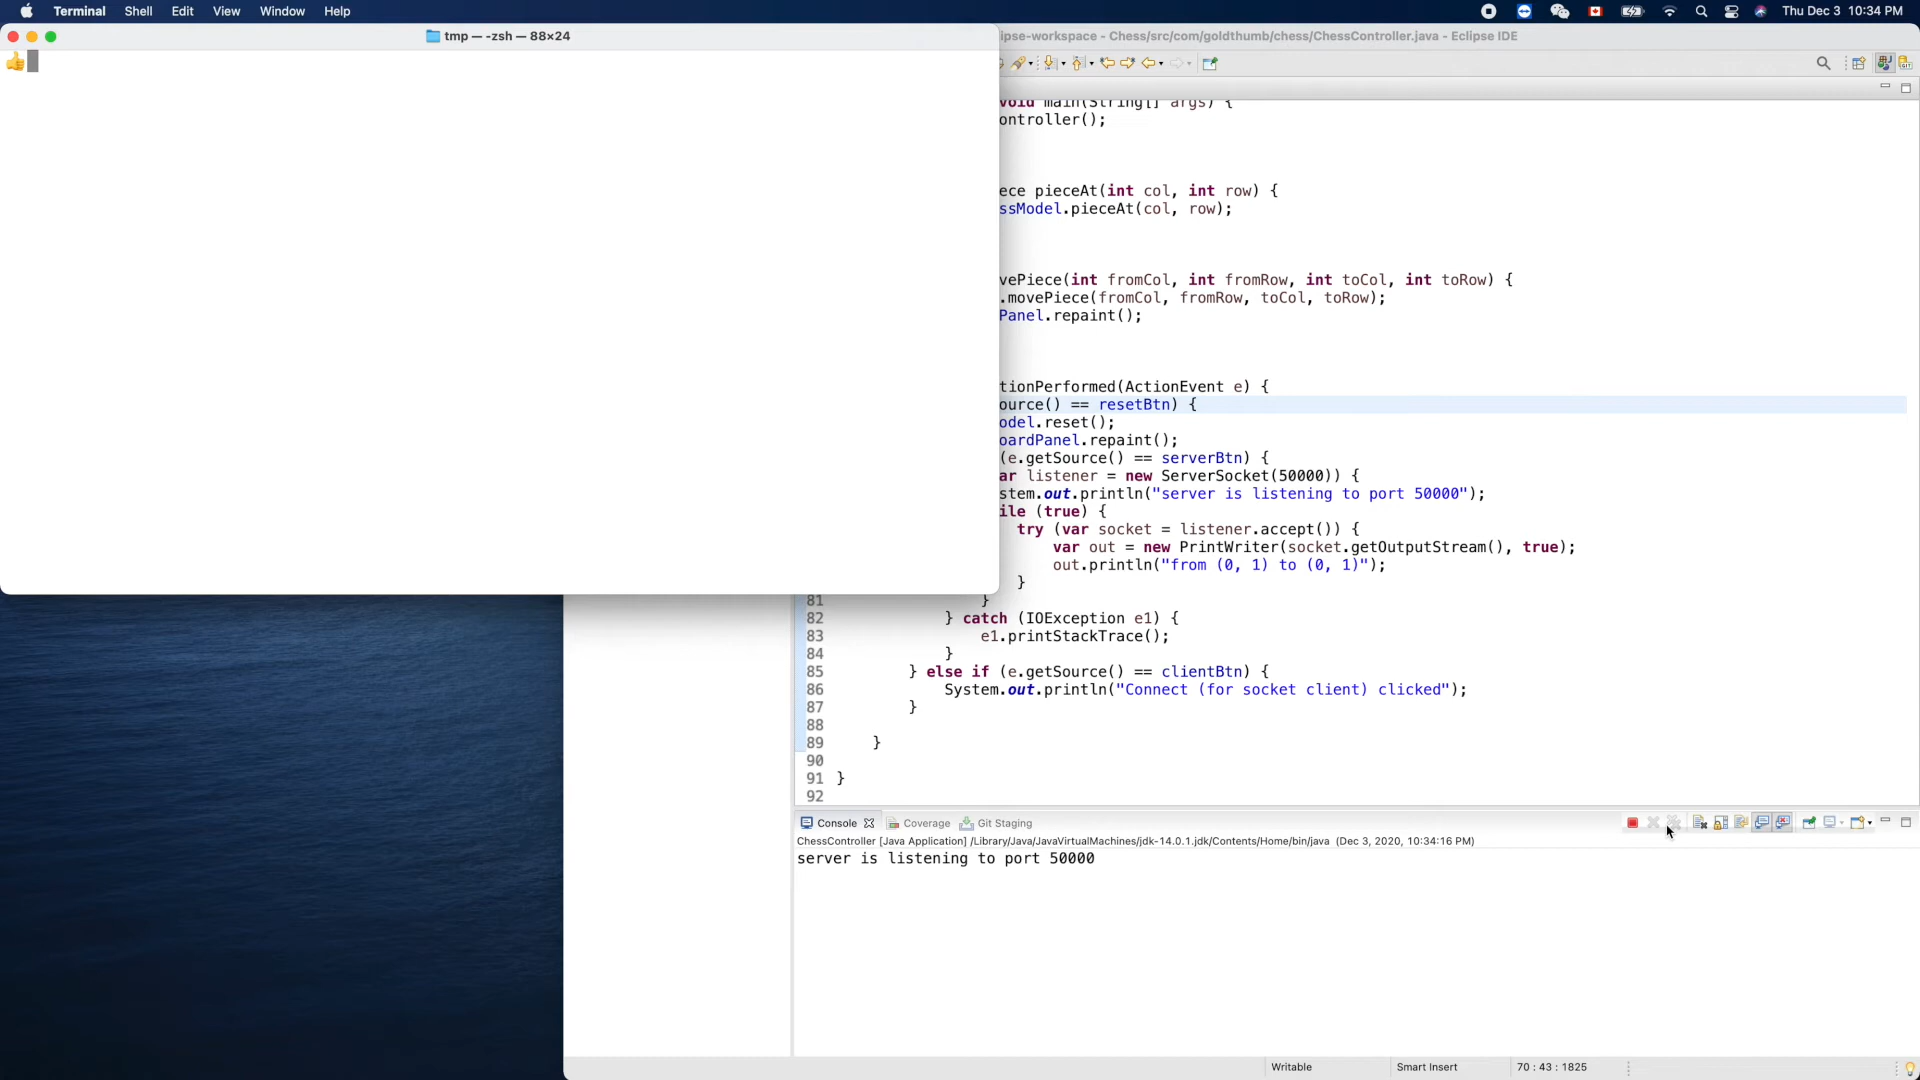 Terminal Shell Edit View Window Help
Thu Dec 3 10:34 PM
tmp — -zsh — 88×24
ipse-workspace - Chess/src/com/goldthumb/chess/ChessController.java - Eclipse IDE
void main(String[] args) {
ontroller();
ece pieceAt(int col, int row) {
ssModel.pieceAt(col, row);
vePiece(int fromCol, int fromRow, int toCol, int toRow) {
.movePiece(fromCol, fromRow, toCol, toRow);
Panel.repaint();
tionPerformed(ActionEvent e) {
ource() == resetBtn) {
odel.reset();
oardPanel.repaint();
(e.getSource() == serverBtn) {
ar listener = new ServerSocket(50000)) {
stem.out.println("server is listening to port 50000");
ile (true) {
try (var socket = listener.accept()) {
var out = new PrintWriter(socket.getOutputStream(), true);
out.println("from (0, 1) to (0, 1)");
}
81 }
82 } catch (IOException e1) {
83 e1.printStackTrace();
84 }
85 } else if (e.getSource() == clientBtn) {
86 System.out.println("Connect (for socket client) clicked");
87 }
88
89 }
90
91 }
92
Console Coverage Git Staging
ChessController [Java Application] /Library/Java/JavaVirtualMachines/jdk-14.0.1.jdk/Contents/Home/bin/java (Dec 3, 2020, 10:34:16 PM)
server is listening to port 50000
Writable Smart Insert 70 : 43 : 1825